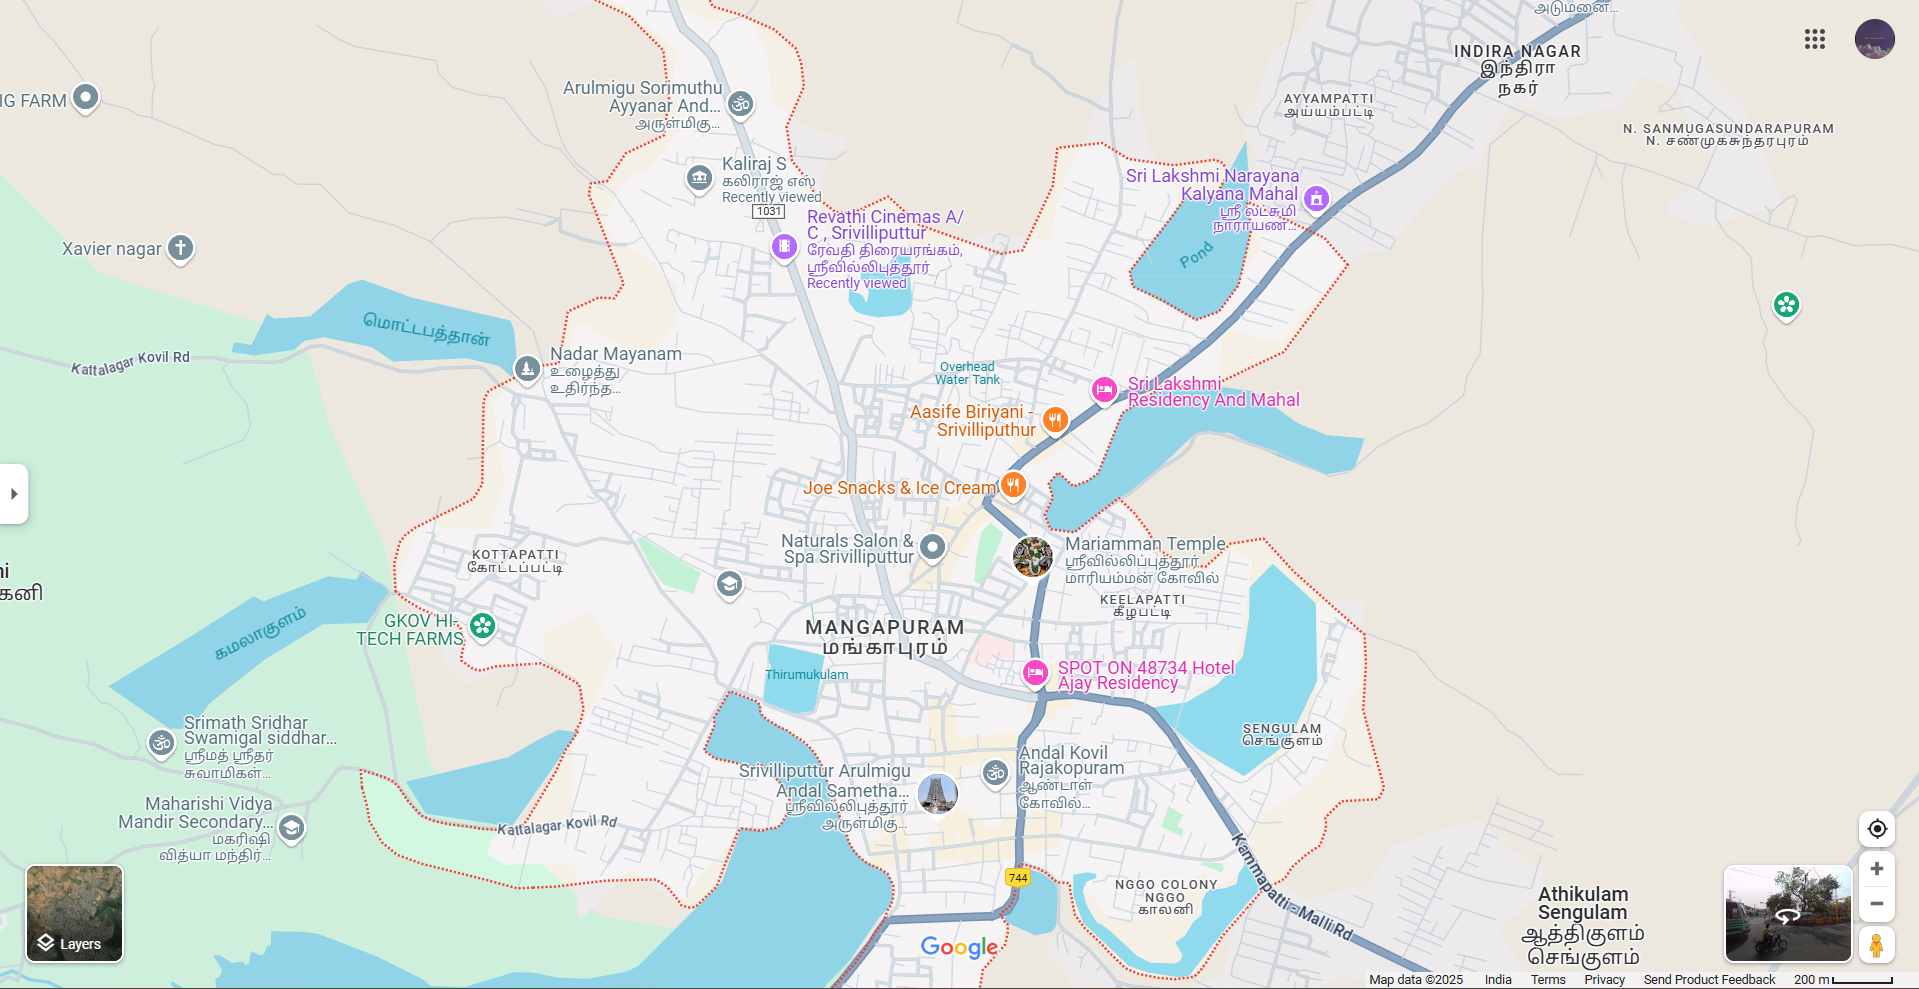 அடுமனை...
INDIRA NAGAR
இந்திரா
நகர்
Arulmigu Sorimuthu
Ayyanar And...
அருள்மிகு...
IG FARM
AYYAMPATTI
அய்யம்பட்டி
N. SANMUGASUNDARAPURAM
N. சண்முகசுந்தரபுரம்
Kaliraj S
கலிராஜ் எஸ்
Recently viewed
1031
Sri Lakshmi Narayana
Kalyana Mahal
ஸ்ரீ லட்சுமி
நாராயண...
Revathi Cinemas A/
C , Srivilliputtur
ரேவதி திரையரங்கம்,
ஸ்ரீவில்லிபுத்தூர்
Recently viewed
Xavier nagar
Pond
மொட்டபத்தான்
Kattalagar Kovil Rd
Nadar Mayanam
உழைத்து
உதிர்ந்த...
Overhead
Water Tank
Sri Lakshmi
Residency And Mahal
Aasife Biriyani -
Srivilliputhur
Joe Snacks & Ice Cream
Naturals Salon &
Spa Srivilliputtur
Mariamman Temple
ஸ்ரீவில்லிப்புத்தூர்
மாரியம்மன் கோவில்
KOTTAPATTI
கோட்டப்பட்டி
hi
கனி
KEELAPATTI
கீழபட்டி
கமலாகுளம்
GKOV HI-
TECH FARMS
MANGAPURAM
மங்காபுரம்
Thirumukulam
SPOT ON 48734 Hotel
Ajay Residency
Srimath Sridhar
Swamigal siddhar...
ஸ்ரீமத் ஸ்ரீதர்
சுவாமிகள்...
SENGULAM
செங்குளம்
Andal Kovil
Rajakopuram
ஆண்டாள்
கோவில்...
Srivilliputtur Arulmigu
Andal Sametha...
ஸ்ரீவில்லிபுத்தூர்
அருள்மிகு...
Maharishi Vidya
Mandir Secondary...
மகரிஷி
வித்யா மந்திர்...
Kattalagar Kovil Rd
Kammapatti - Malli Rd
744
NGGO COLONY
NGGO
காலனி
Athikulam
Sengulam
ஆத்திகுளம்
செங்குளம்
Layers
Google
Map data ©2025 India Terms Privacy Send Product Feedback 200 m